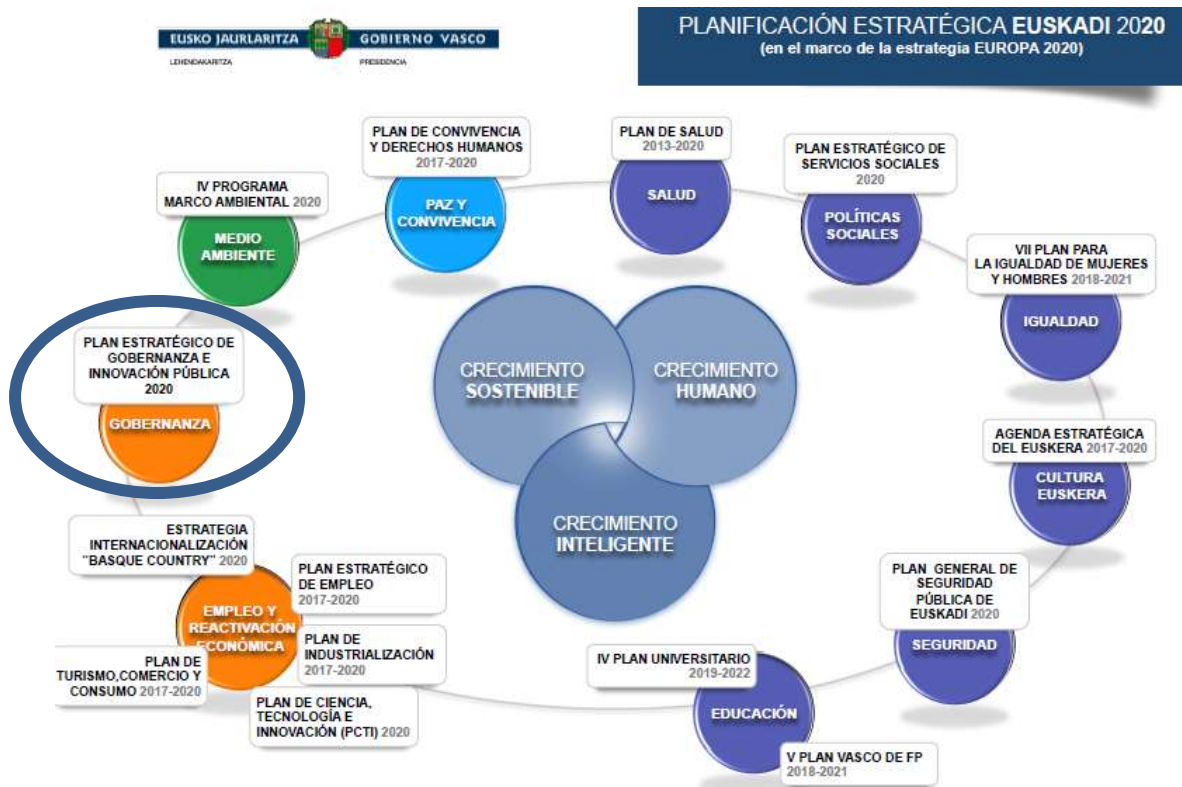 EUSKO JAURLARITZA
GOBIERNO VASCO
LEHENDAKARITZA
PRESIDENCIA
PLANIFICACIÓN ESTRATÉGICA EUSKADI 2020
(en el marco de la estrategia EUROPA 2020)
PLAN DE CONVIVENCIA
Y DERECHOS HUMANOS
2017-2020
PAZ Y
CONVIVENCIA
PLAN DE SALUD
2013-2020
SALUD
PLAN ESTRATÉGICO DE
SERVICIOS SOCIALES
2020
POLÍTICAS
SOCIALES
IV PROGRAMA
MARCO AMBIENTAL 2020
MEDIO
AMBIENTE
VII PLAN PARA
LA IGUALDAD DE MUJERES
Y HOMBRES 2018-2021
IGUALDAD
PLAN ESTRATÉGICO DE
GOBERNANZA E
INNOVACIÓN PÚBLICA
2020
GOBERNANZA
CRECIMIENTO
SOSTENIBLE
CRECIMIENTO
HUMANO
CRECIMIENTO
INTELIGENTE
AGENDA ESTRATÉGICA
DEL EUSKERA 2017-2020
CULTURA
EUSKERA
ESTRATEGIA
INTERNACIONALIZACIÓN
"BASQUE COUNTRY" 2020
PLAN ESTRATÉGICO
DE EMPLEO
2017-2020
EMPLEO Y
REACTIVACIÓN
ECONÓMICA
PLAN DE
INDUSTRIALIZACIÓN
2017-2020
PLAN DE
TURISMO,COMERCIO Y
CONSUMO 2017-2020
PLAN DE CIENCIA,
TECNOLOGÍA E
INNOVACIÓN (PCTI) 2020
PLAN GENERAL DE
SEGURIDAD
PÚBLICA DE
EUSKADI 2020
SEGURIDAD
IV PLAN UNIVERSITARIO
2019-2022
EDUCACIÓN
V PLAN VASCO DE FP
2018-2021